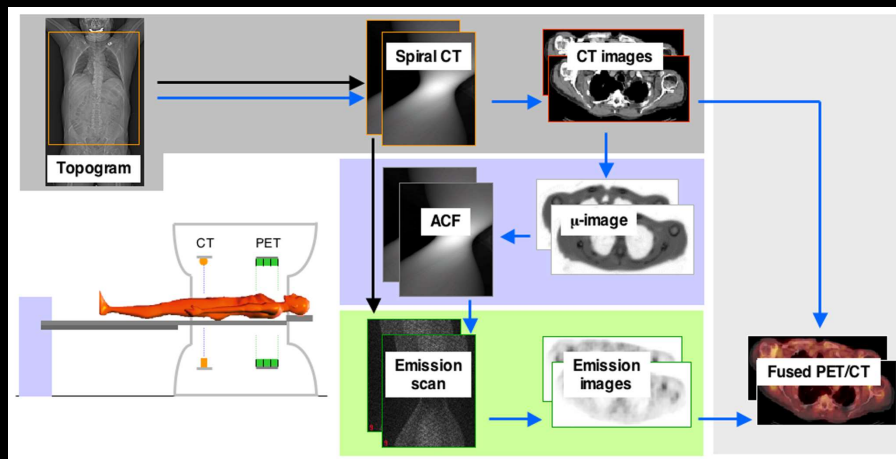 Spiral CT
CT images
Topogram
ACF
μ-image
CT
PET
Emission
scan
Emission
images
Fused PET/CT